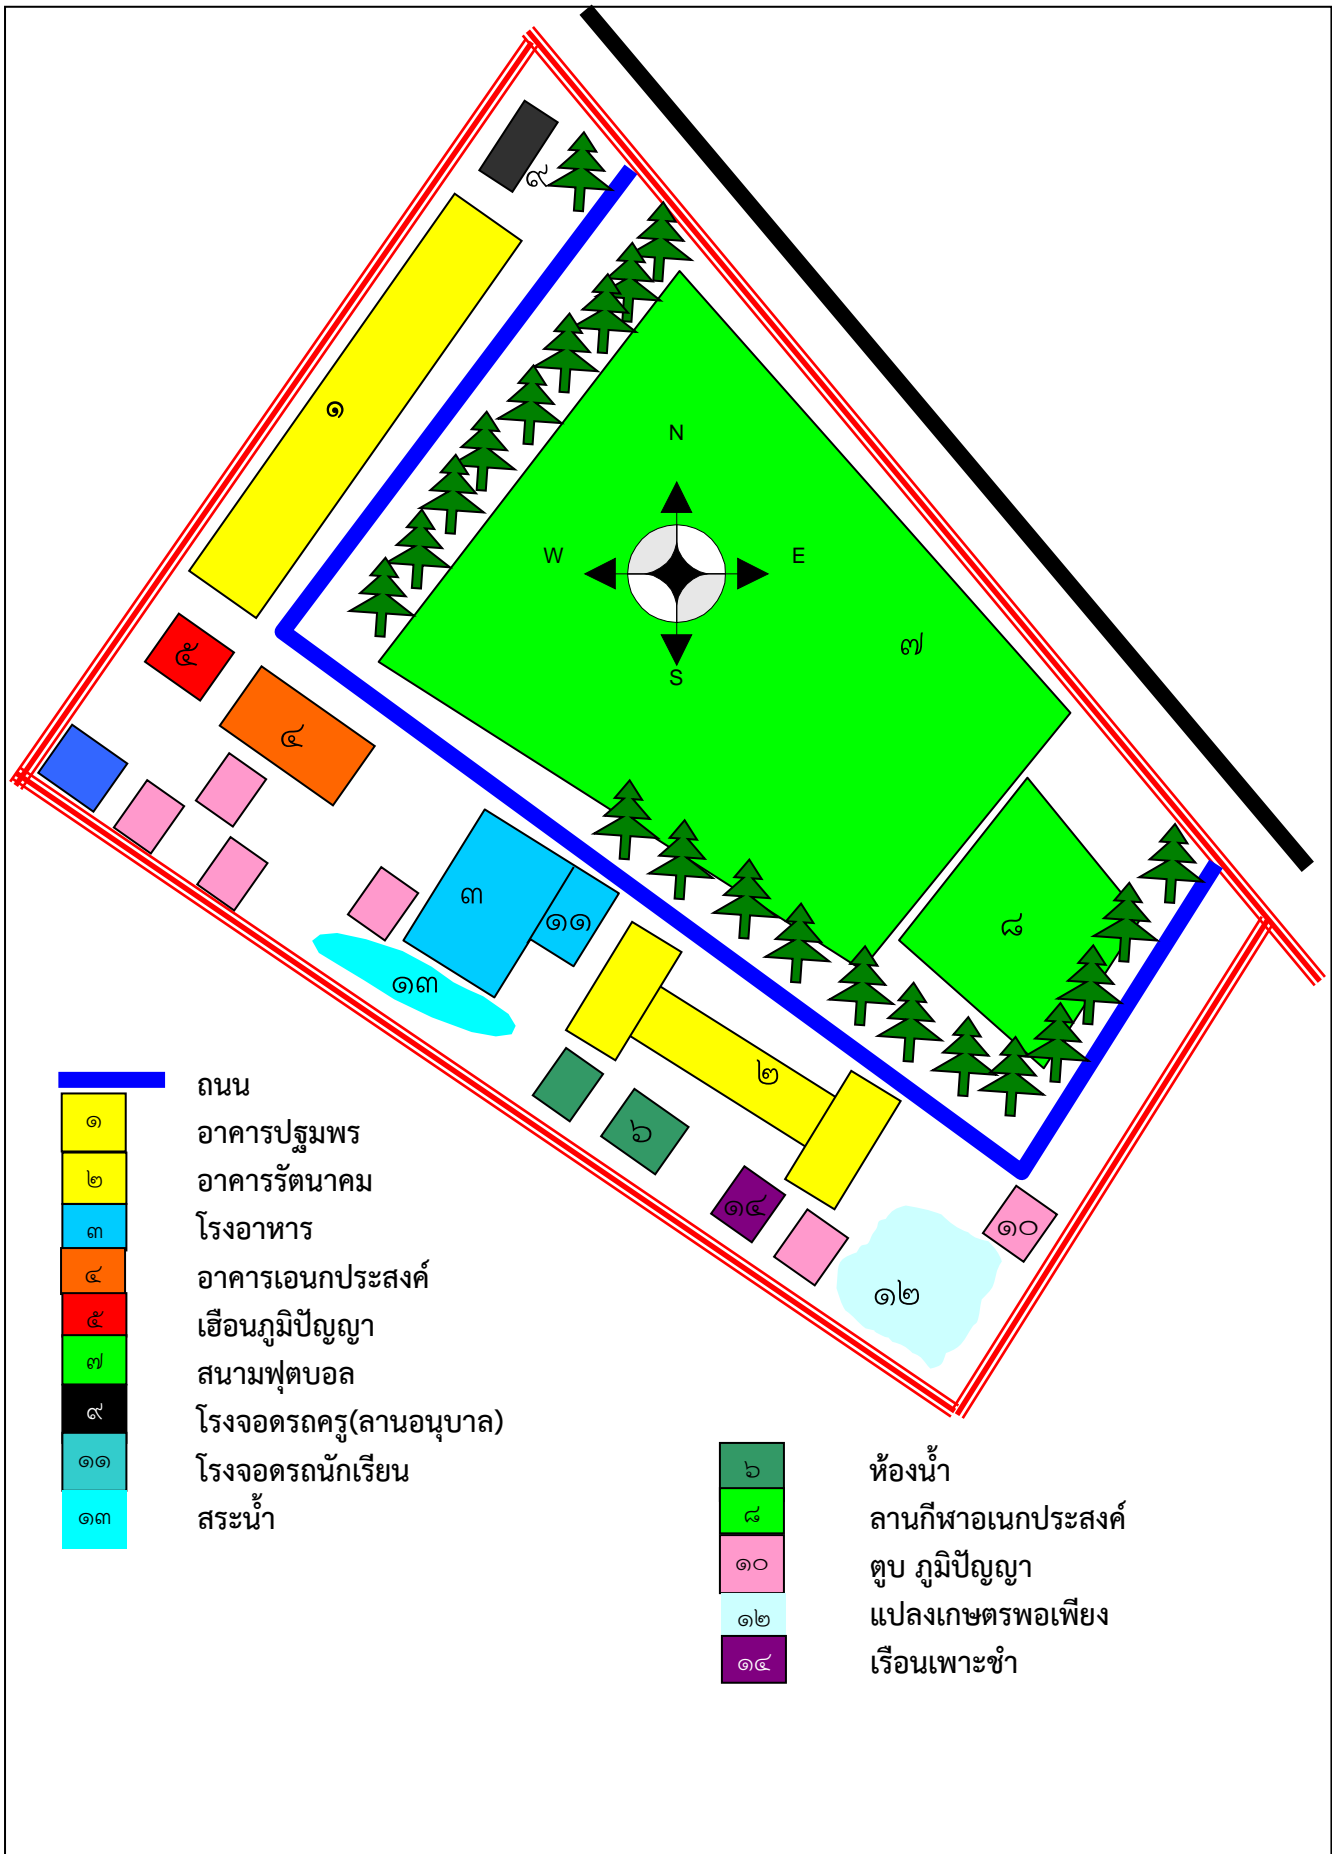 ๙
๑
N
W
E
๗
S
๕
๔
๓
๑๑
๘
๑๓
๒
๖
๑๔
๑๐
๑๒
ถนน
๑ อาคารปฐมพร
๒ อาคารรัตนาคม
๓ โรงอาหาร
๔ อาคารเอนกประสงค์
๕ เฮือนภูมิปัญญา
๗ สนามฟุตบอล
๙ โรงจอดรถครู(ลานอนุบาล)
๑๑ โรงจอดรถนักเรียน
๑๓ สระน้ำ
๖ ห้องน้ำ
๘ ลานกีฬาอเนกประสงค์
๑๐ ตูบ ภูมิปัญญา
๑๒ แปลงเกษตรพอเพียง
๑๔ เรือนเพาะชำ